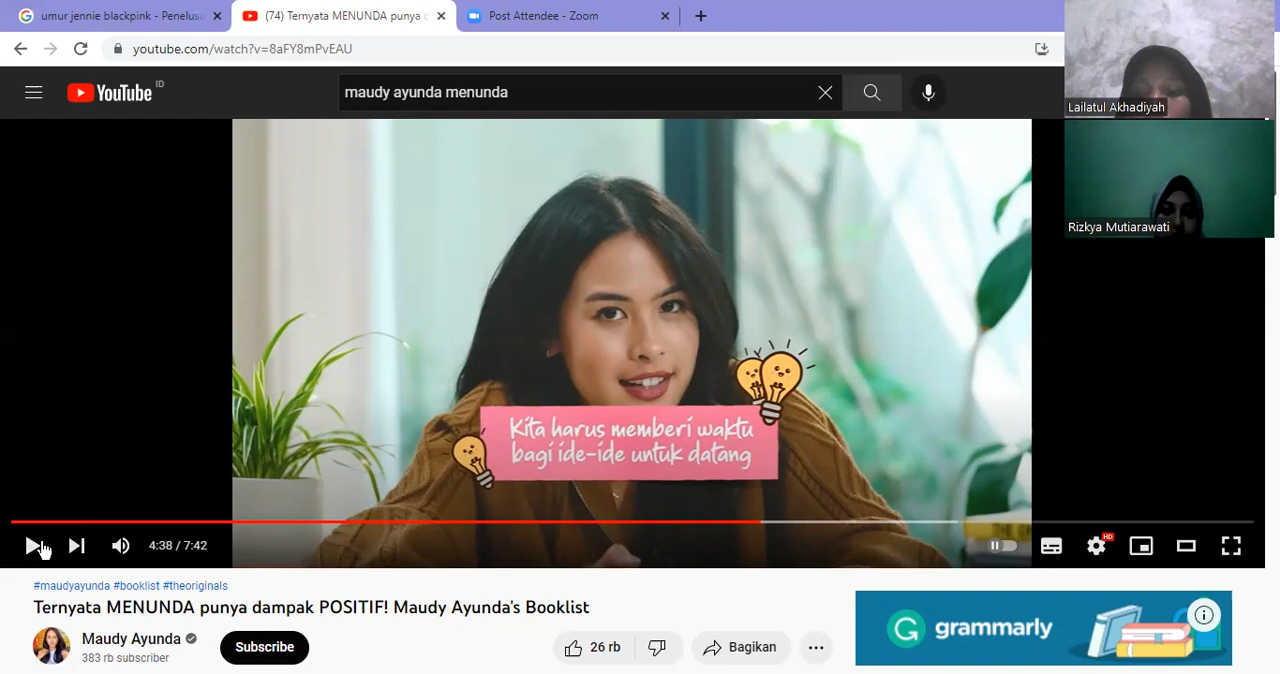 umur jennie blackpink - Penelus
(74) Ternyata MENUNDA punya d
Post Attendee - Zoom
youtube.com/watch?v=8aFY8mPvEAU
YouTube ID
maudy ayunda menunda
Lailatul Akhadiyah
Rizkya Mutiarawati
Kita harus memberi waktu
bagi ide-ide untuk datang
4:38 / 7:42
HD
#maudyayunda #booklist #theoriginals
Ternyata MENUNDA punya dampak POSITIF! Maudy Ayunda's Booklist
Maudy Ayunda
383 rb subscriber
Subscribe
26 rb
Bagikan
grammarly